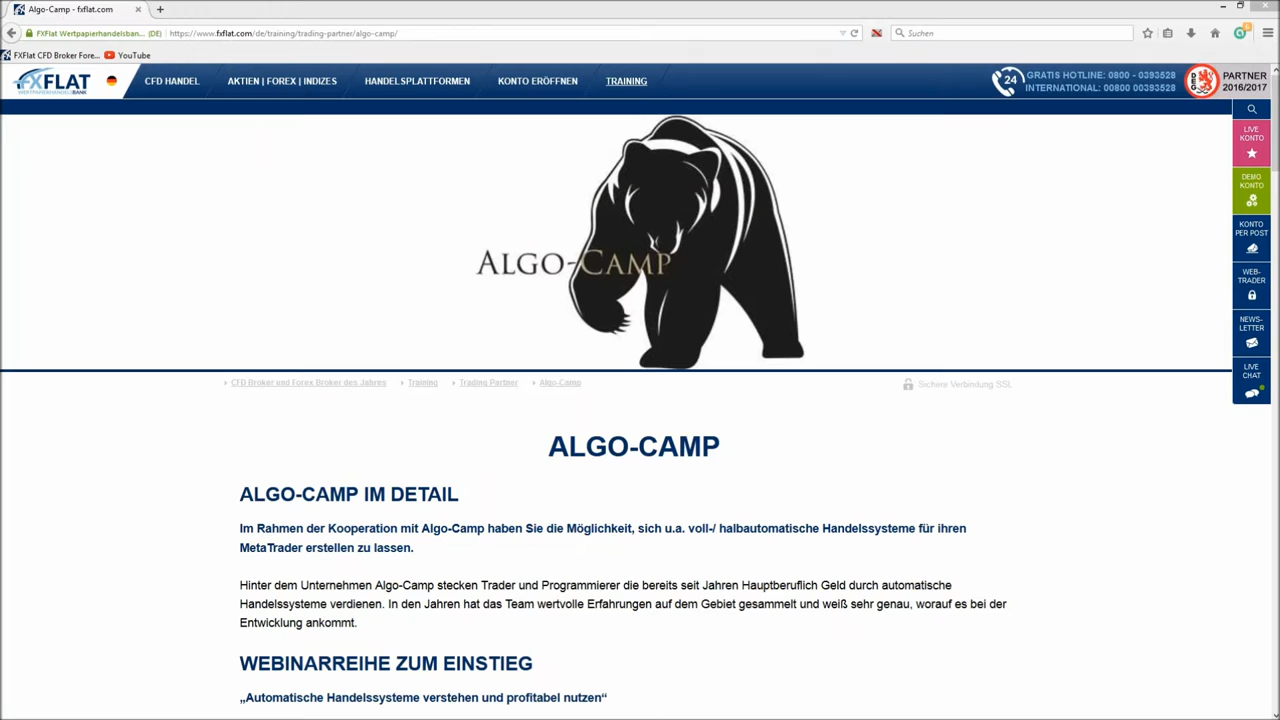 Algo-Camp - fxflat.com
FXFlat Wertpapierhandelsban... (DE)
https://www.fxflat.com/de/training/trading-partner/algo-camp/
Suchen
FXFlat CFD Broker Fore...
YouTube
FXFLAT
WERTPAPIERHANDELSBANK
CFD HANDEL
AKTIEN | FOREX | INDIZES
HANDELSPLATTFORMEN
KONTO ERÖFFNEN
TRAINING
24
GRATIS HOTLINE: 0800 - 0393528
INTERNATIONAL: 00800 00393528
DEG
PARTNER
2016/2017
LIVE
KONTO
DEMO
KONTO
KONTO
PER POST
WEB-
TRADER
NEWS-
LETTER
LIVE
CHAT
ALGO-CAMP
CFD Broker und Forex Broker des Jahres
Training
Trading Partner
Algo-Camp
Sichere Verbindung SSL
ALGO-CAMP
ALGO-CAMP IM DETAIL
Im Rahmen der Kooperation mit Algo-Camp haben Sie die Möglichkeit, sich u.a. voll-/ halbautomatische Handelssysteme für ihren
MetaTrader erstellen zu lassen.
Hinter dem Unternehmen Algo-Camp stecken Trader und Programmierer die bereits seit Jahren Hauptberuflich Geld durch automatische
Handelssysteme verdienen. In den Jahren hat das Team wertvolle Erfahrungen auf dem Gebiet gesammelt und weiß sehr genau, worauf es bei der
Entwicklung ankommt.
WEBINARREIHE ZUM EINSTIEG
„Automatische Handelssysteme verstehen und profitabel nutzen“